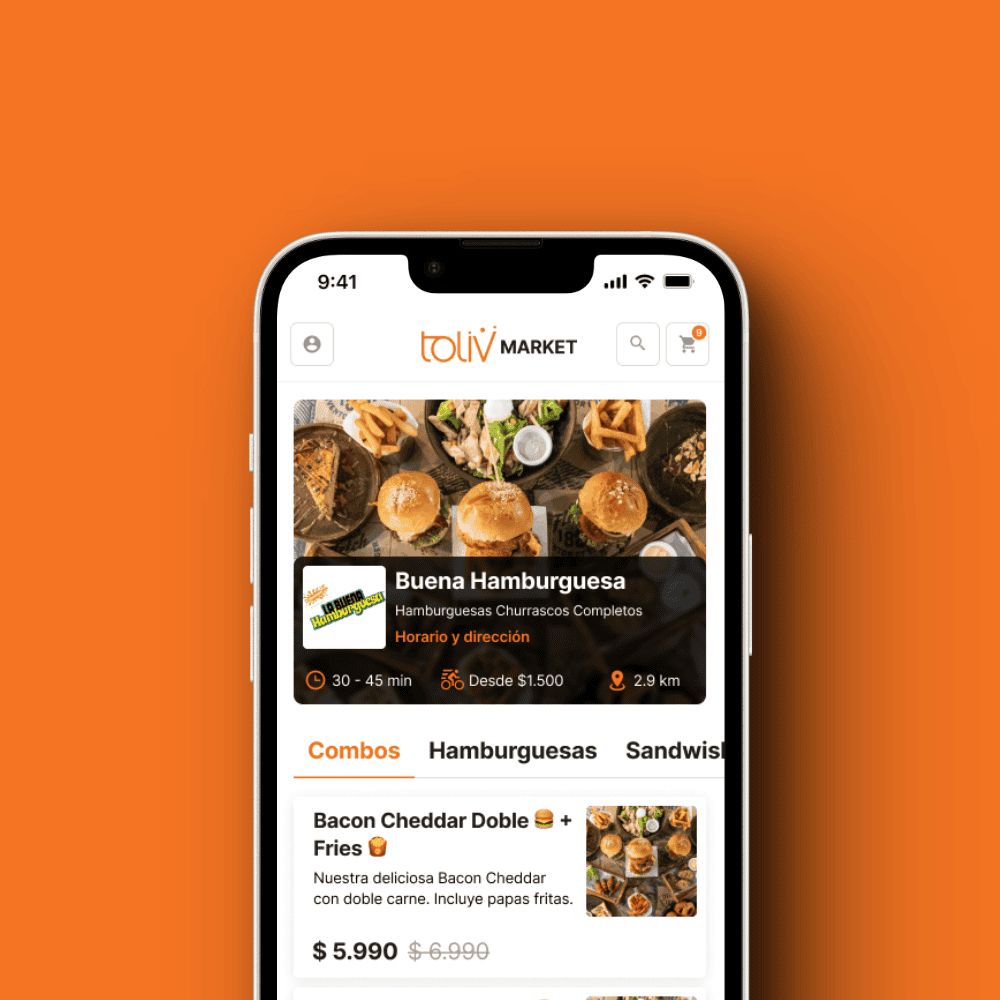 9:41
toliv MARKET
9
Buena Hamburguesa
LA BUENA
Hamburguesa
Hamburguesas Churrascos Completos
Horario y dirección
30 - 45 min
Desde $1.500
2.9 km
Combos
Hamburguesas
Sandwish
Bacon Cheddar Doble 🍔 +
Fries 🍟
Nuestra deliciosa Bacon Cheddar
con doble carne. Incluye papas fritas.
$ 5.990 $ 6.990